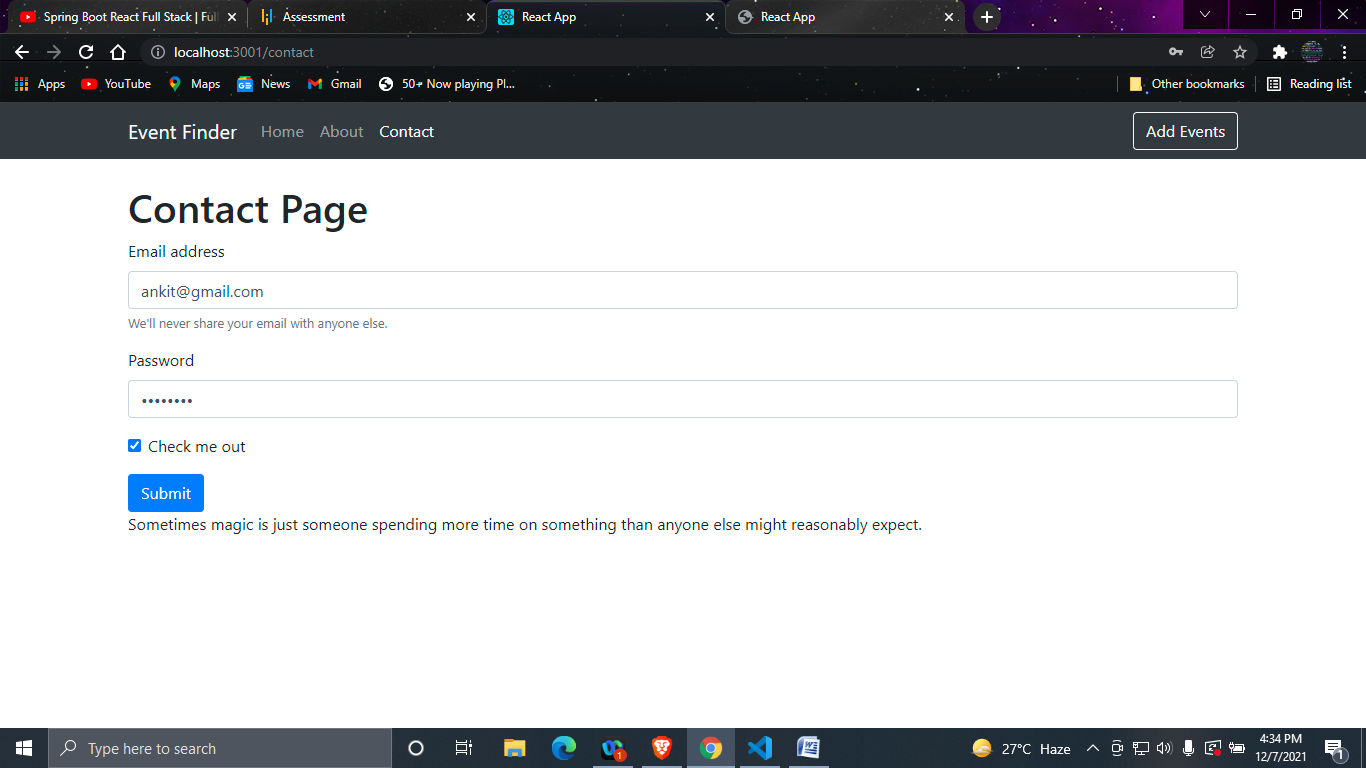 Spring Boot React Full Stack | Full
Assessment
React App
React App
localhost:3001/contact
Apps
YouTube
Maps
News
Gmail
50+ Now playing Pl...
Other bookmarks
Reading list
Event Finder
Home
About
Contact
Add Events
Contact Page
Email address
ankit@gmail.com
We'll never share your email with anyone else.
Password
••••••••
Check me out
Submit
Sometimes magic is just someone spending more time on something than anyone else might reasonably expect.
Type here to search
27°C Haze
4:34 PM
12/7/2021
1
1